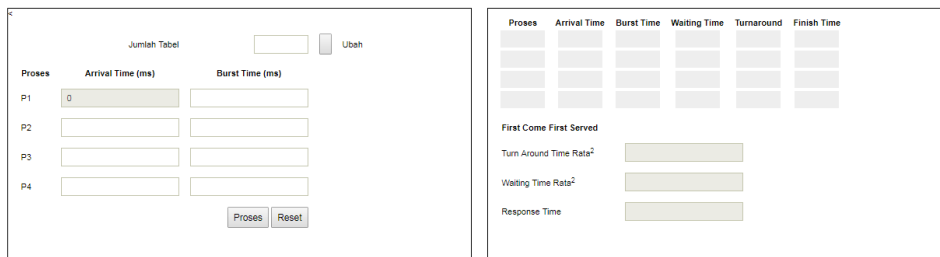 <
Jumlah Tabel Ubah
Proses Arrival Time (ms) Burst Time (ms)
P1 0
P2
P3
P4
Proses Reset
Proses Arrival Time Burst Time Waiting Time Turnaround Finish Time
First Come First Served
Turn Around Time Rata²
Waiting Time Rata²
Response Time